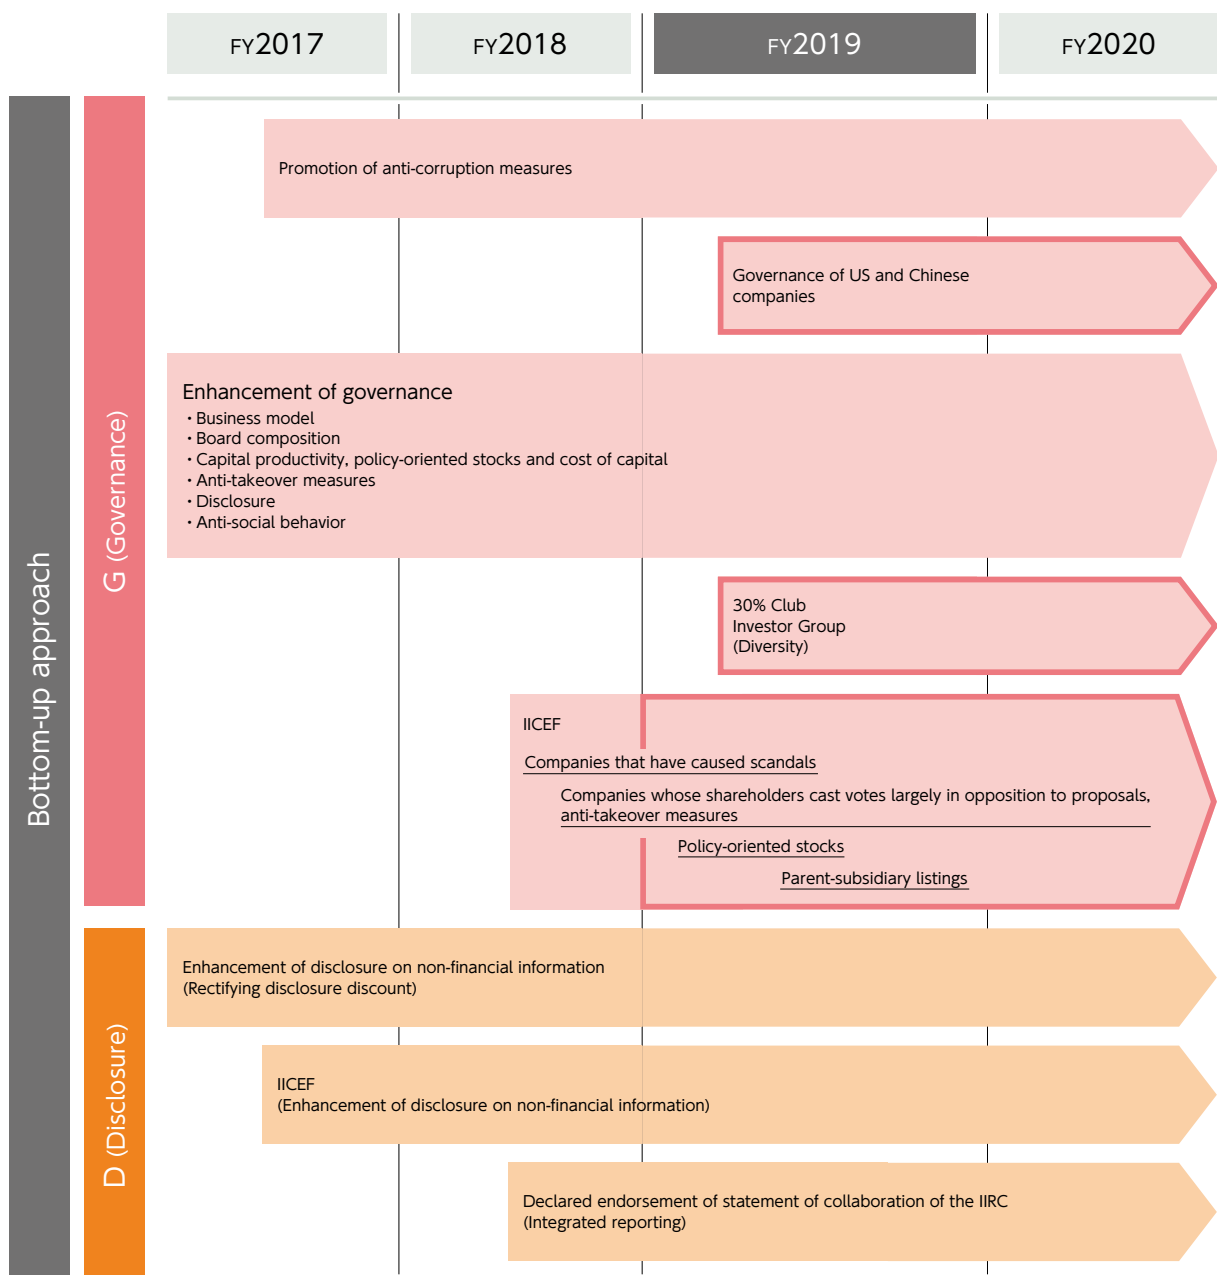 FY2017
FY2018
FY2019
FY2020
Bottom-up approach
G (Governance)
Promotion of anti-corruption measures
Governance of US and Chinese
companies
Enhancement of governance
・Business model
・Board composition
・Capital productivity, policy-oriented stocks and cost of capital
・Anti-takeover measures
・Disclosure
・Anti-social behavior
30% Club
Investor Group
(Diversity)
IICEF
Companies that have caused scandals
Companies whose shareholders cast votes largely in opposition to proposals,
anti-takeover measures
Policy-oriented stocks
Parent-subsidiary listings
D (Disclosure)
Enhancement of disclosure on non-financial information
(Rectifying disclosure discount)
IICEF
(Enhancement of disclosure on non-financial information)
Declared endorsement of statement of collaboration of the IIRC
(Integrated reporting)